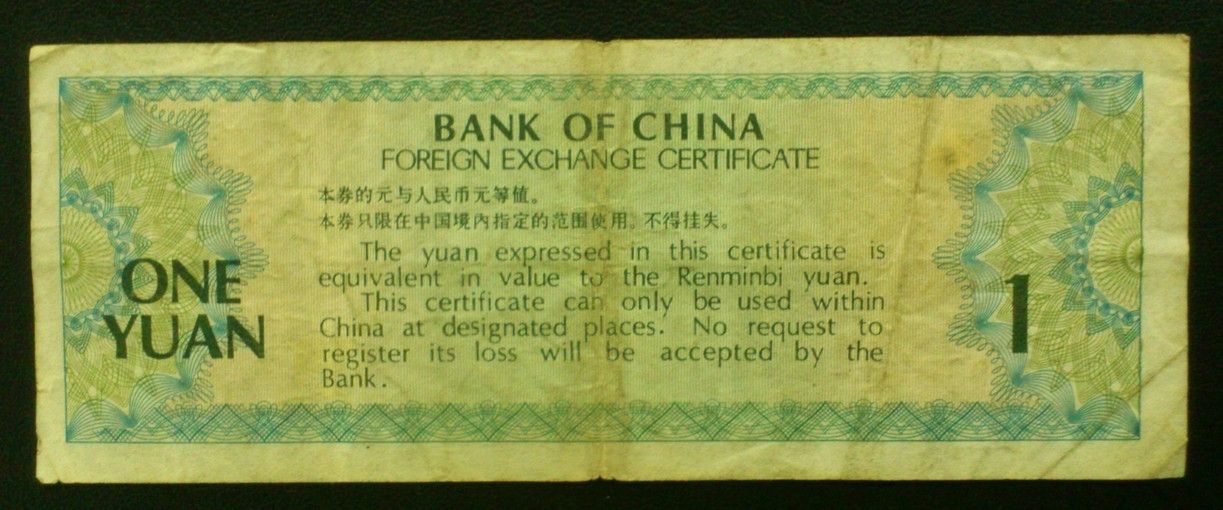 BANK OF CHINA
FOREIGN EXCHANGE CERTIFICATE
本券的元与人民币元等值。
本券只限在中国境内指定的范围使用。不得挂失。
The yuan expressed in this certificate is
equivalent in value to the Renminbi yuan.
This certificate can only be used within
China at designated places. No request to
register its loss will be accepted by the
Bank.
ONE
YUAN
1